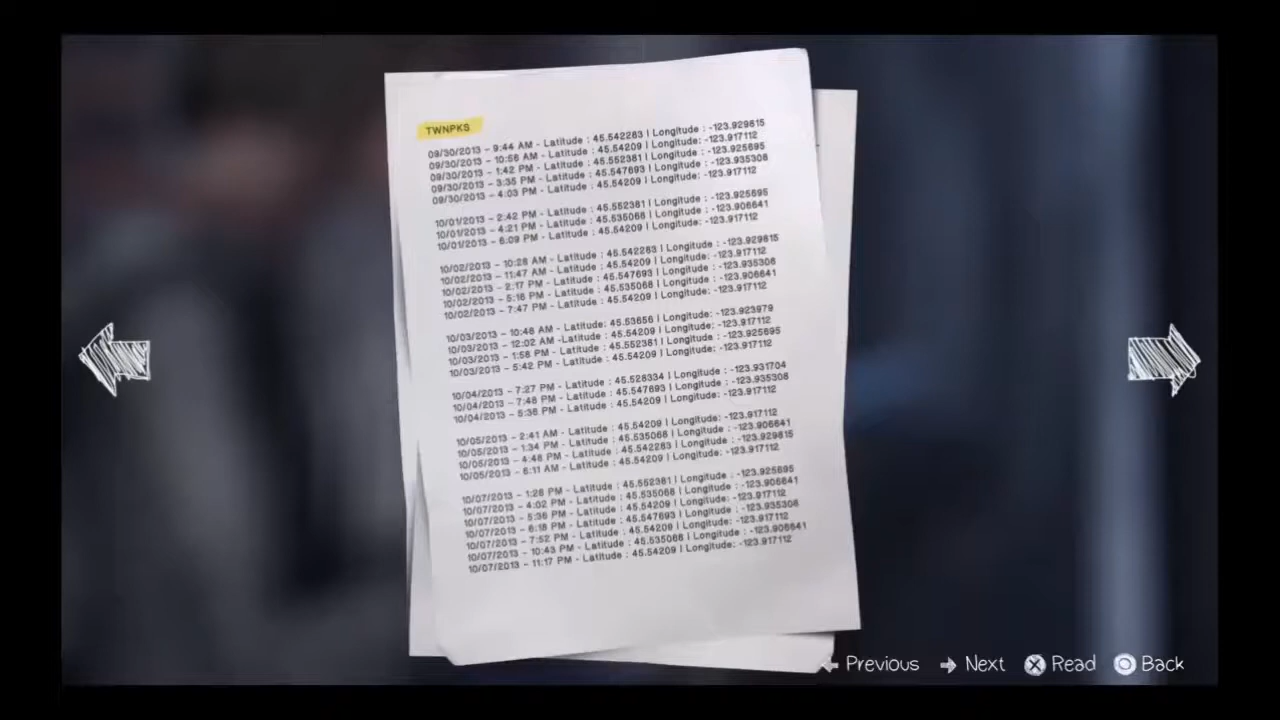 TWNPKS
09/30/2013 - 9:44 AM - Latitude : 45.542283 | Longitude : -123.929815
09/30/2013 - 10:56 AM - Latitude : 45.54209 | Longitude: -123.917112
09/30/2013 - 1:42 PM - Latitude : 45.552381 | Longitude : -123.925695
09/30/2013 - 3:35 PM - Latitude : 45.547693 | Longitude : -123.935308
09/30/2013 - 4:03 PM - Latitude : 45.54209 | Longitude: -123.917112
10/01/2013 - 2:42 PM - Latitude : 45.552381 | Longitude : -123.925695
10/01/2013 - 4:21 PM - Latitude : 45.535068 | Longitude : -123.906641
10/01/2013 - 6:09 PM - Latitude : 45.54209 | Longitude: -123.917112
10/02/2013 - 10:28 AM - Latitude : 45.542283 | Longitude : -123.929815
10/02/2013 - 11:47 AM - Latitude : 45.54209 | Longitude: -123.917112
10/02/2013 - 2:17 PM - Latitude : 45.547693 | Longitude : -123.935308
10/02/2013 - 5:16 PM - Latitude : 45.535068 | Longitude : -123.906641
10/02/2013 - 7:47 PM - Latitude : 45.54209 | Longitude: -123.917112
10/03/2013 - 10:46 AM - Latitude: 45.53656 | Longitude: -123.923979
10/03/2013 - 12:02 AM -Latitude : 45.54209 | Longitude: -123.917112
10/03/2013 - 1:58 PM - Latitude : 45.552381 | Longitude : -123.925695
10/03/2013 - 5:42 PM - Latitude : 45.54209 | Longitude: -123.917112
10/04/2013 - 7:27 PM - Latitude : 45.528334 | Longitude : -123.931704
10/04/2013 - 7:48 PM - Latitude : 45.547693 | Longitude : -123.935308
10/04/2013 - 5:36 PM - Latitude : 45.54209 | Longitude: -123.917112
10/05/2013 - 2:41 AM - Latitude : 45.54209 | Longitude: -123.917112
10/05/2013 - 1:34 PM - Latitude : 45.535068 | Longitude : -123.906641
10/05/2013 - 4:48 PM - Latitude : 45.542283 | Longitude : -123.929815
10/05/2013 - 6:11 AM - Latitude : 45.54209 | Longitude: -123.917112
10/07/2013 - 1:26 PM - Latitude : 45.552381 | Longitude : -123.925695
10/07/2013 - 4:02 PM - Latitude : 45.535068 | Longitude : -123.906641
10/07/2013 - 5:36 PM - Latitude : 45.54209 | Longitude: -123.917112
10/07/2013 - 6:18 PM - Latitude : 45.547693 | Longitude : -123.935308
10/07/2013 - 7:52 PM - Latitude : 45.54209 | Longitude: -123.917112
10/07/2013 - 10:43 PM - Latitude : 45.535068 | Longitude : -123.906641
10/07/2013 - 11:17 PM - Latitude : 45.54209 | Longitude: -123.917112
Previous Next Read Back